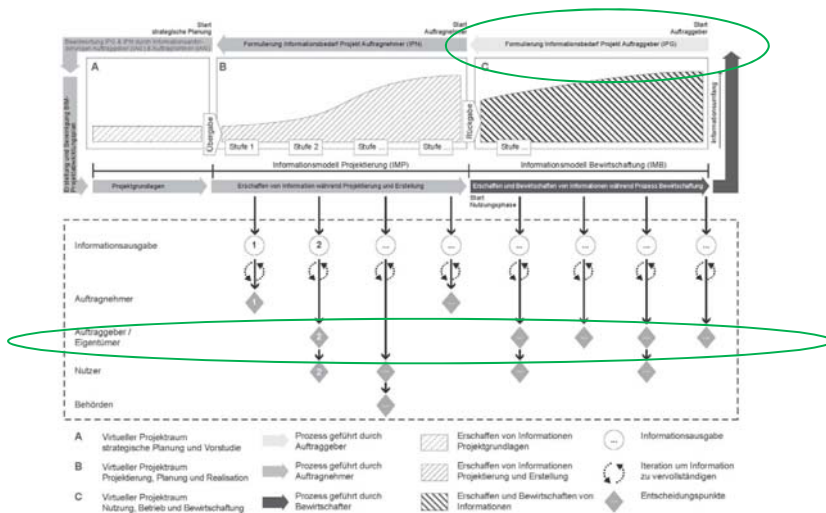 Start
strategische Planung
Start
Auftragnehmer
Start
Auftraggeber
Formulierung Informationsbedarf Projekt Auftragnehmer (IPN)
Formulierung Informationsbedarf Projekt Auftraggeber (IPG)
A
B
C
Übergabe
Rückgabe
Informationsumfang
Stufe 1
Stufe 2
Stufe ...
Stufe ...
Stufe ...
Informationsmodell Projektierung (IMP)
Informationsmodell Bewirtschaftung (IMB)
Projektgrundlagen
Erschaffen von Information während Projektierung und Erstellung
Erschaffen und Bewirtschaften von Informationen während Prozess Bewirtschaftung
Start
Nutzungsphase
Informationsausgabe
1
2
...
...
...
...
...
...
Auftragnehmer
1
...
Auftraggeber /
Eigentümer
2
...
...
...
...
Nutzer
2
...
...
...
Behörden
...
A
Virtueller Projektraum
strategische Planung und Vorstudie
Prozess geführt durch
Auftraggeber
Erschaffen von Informationen
Projektgrundlagen
...
Informationsausgabe
B
Virtueller Projektraum
Projektierung, Planung und Realisation
Prozess geführt durch
Auftragnehmer
Erschaffen von Informationen
Projektierung und Erstellung
Iteration um Information
zu vervollständigen
C
Virtueller Projektraum
Nutzung, Betrieb und Bewirtschaftung
Prozess geführt durch
Bewirtschafter
Erschaffen und Bewirtschaften von
Informationen
Entscheidungspunkte